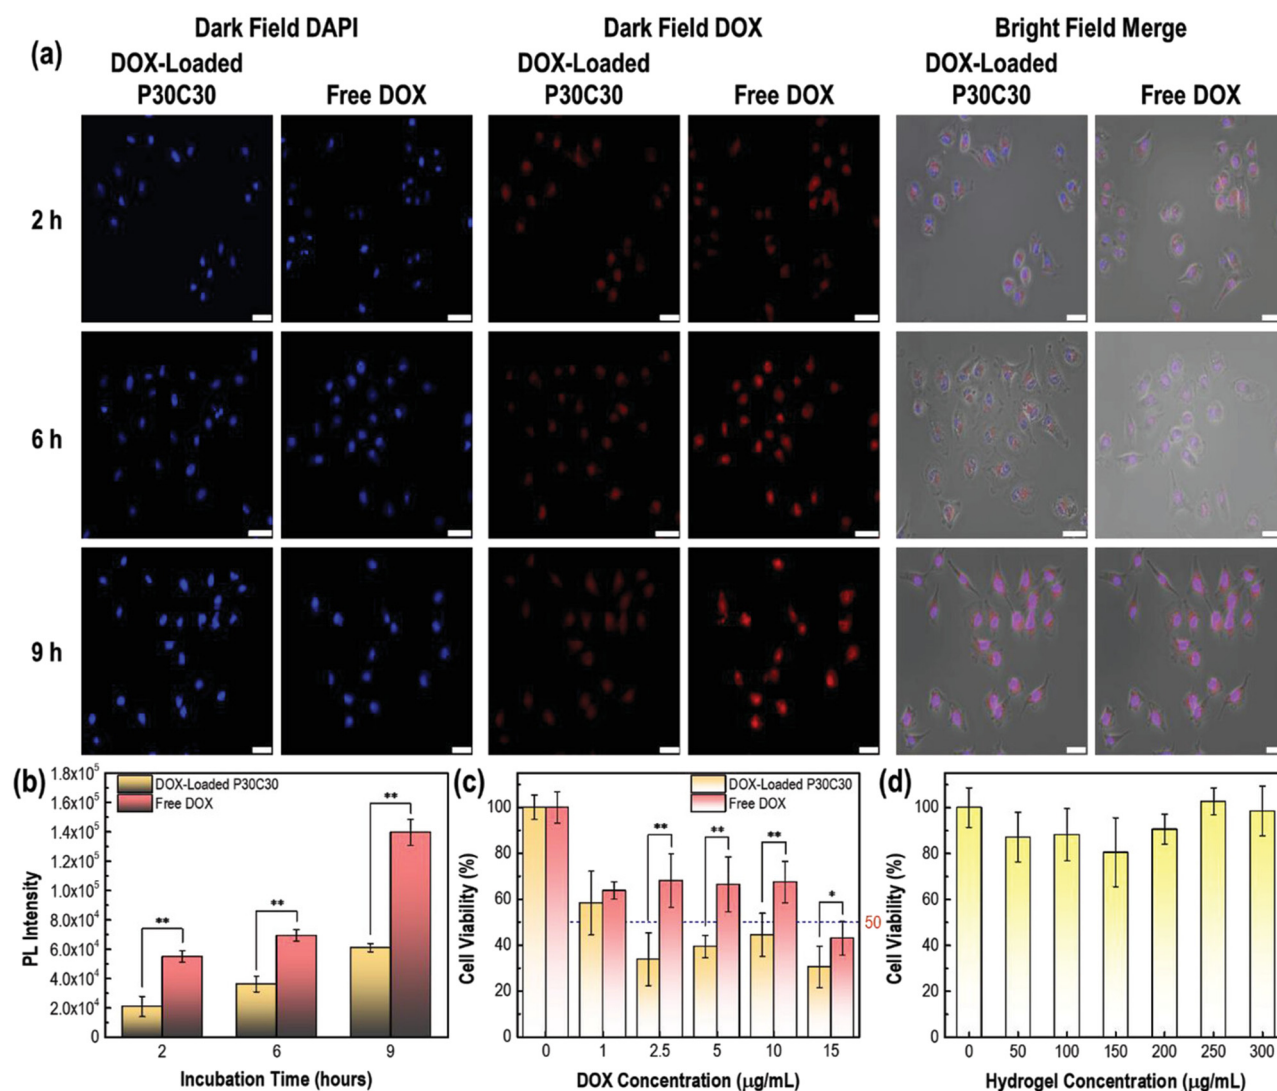 (a)
Dark Field DAPI
Dark Field DOX
Bright Field Merge
DOX-Loaded P30C30
Free DOX
DOX-Loaded P30C30
Free DOX
DOX-Loaded P30C30
Free DOX
2 h
6 h
9 h
(b)
1.8x10⁵
1.6x10⁵
1.4x10⁵
1.2x10⁵
1.0x10⁵
8.0x10⁴
6.0x10⁴
4.0x10⁴
2.0x10⁴
0
PL Intensity
DOX-Loaded P30C30
Free DOX
**
**
**
2 6 9
Incubation Time (hours)
(c)
100
80
60
40
20
0
Cell Viability (%)
DOX-Loaded P30C30
Free DOX
**
**
**
*
50
0 1 2.5 5 10 15
DOX Concentration (μg/mL)
(d)
100
80
60
40
20
0
Cell Viability (%)
0 50 100 150 200 250 300
Hydrogel Concentration (μg/mL)